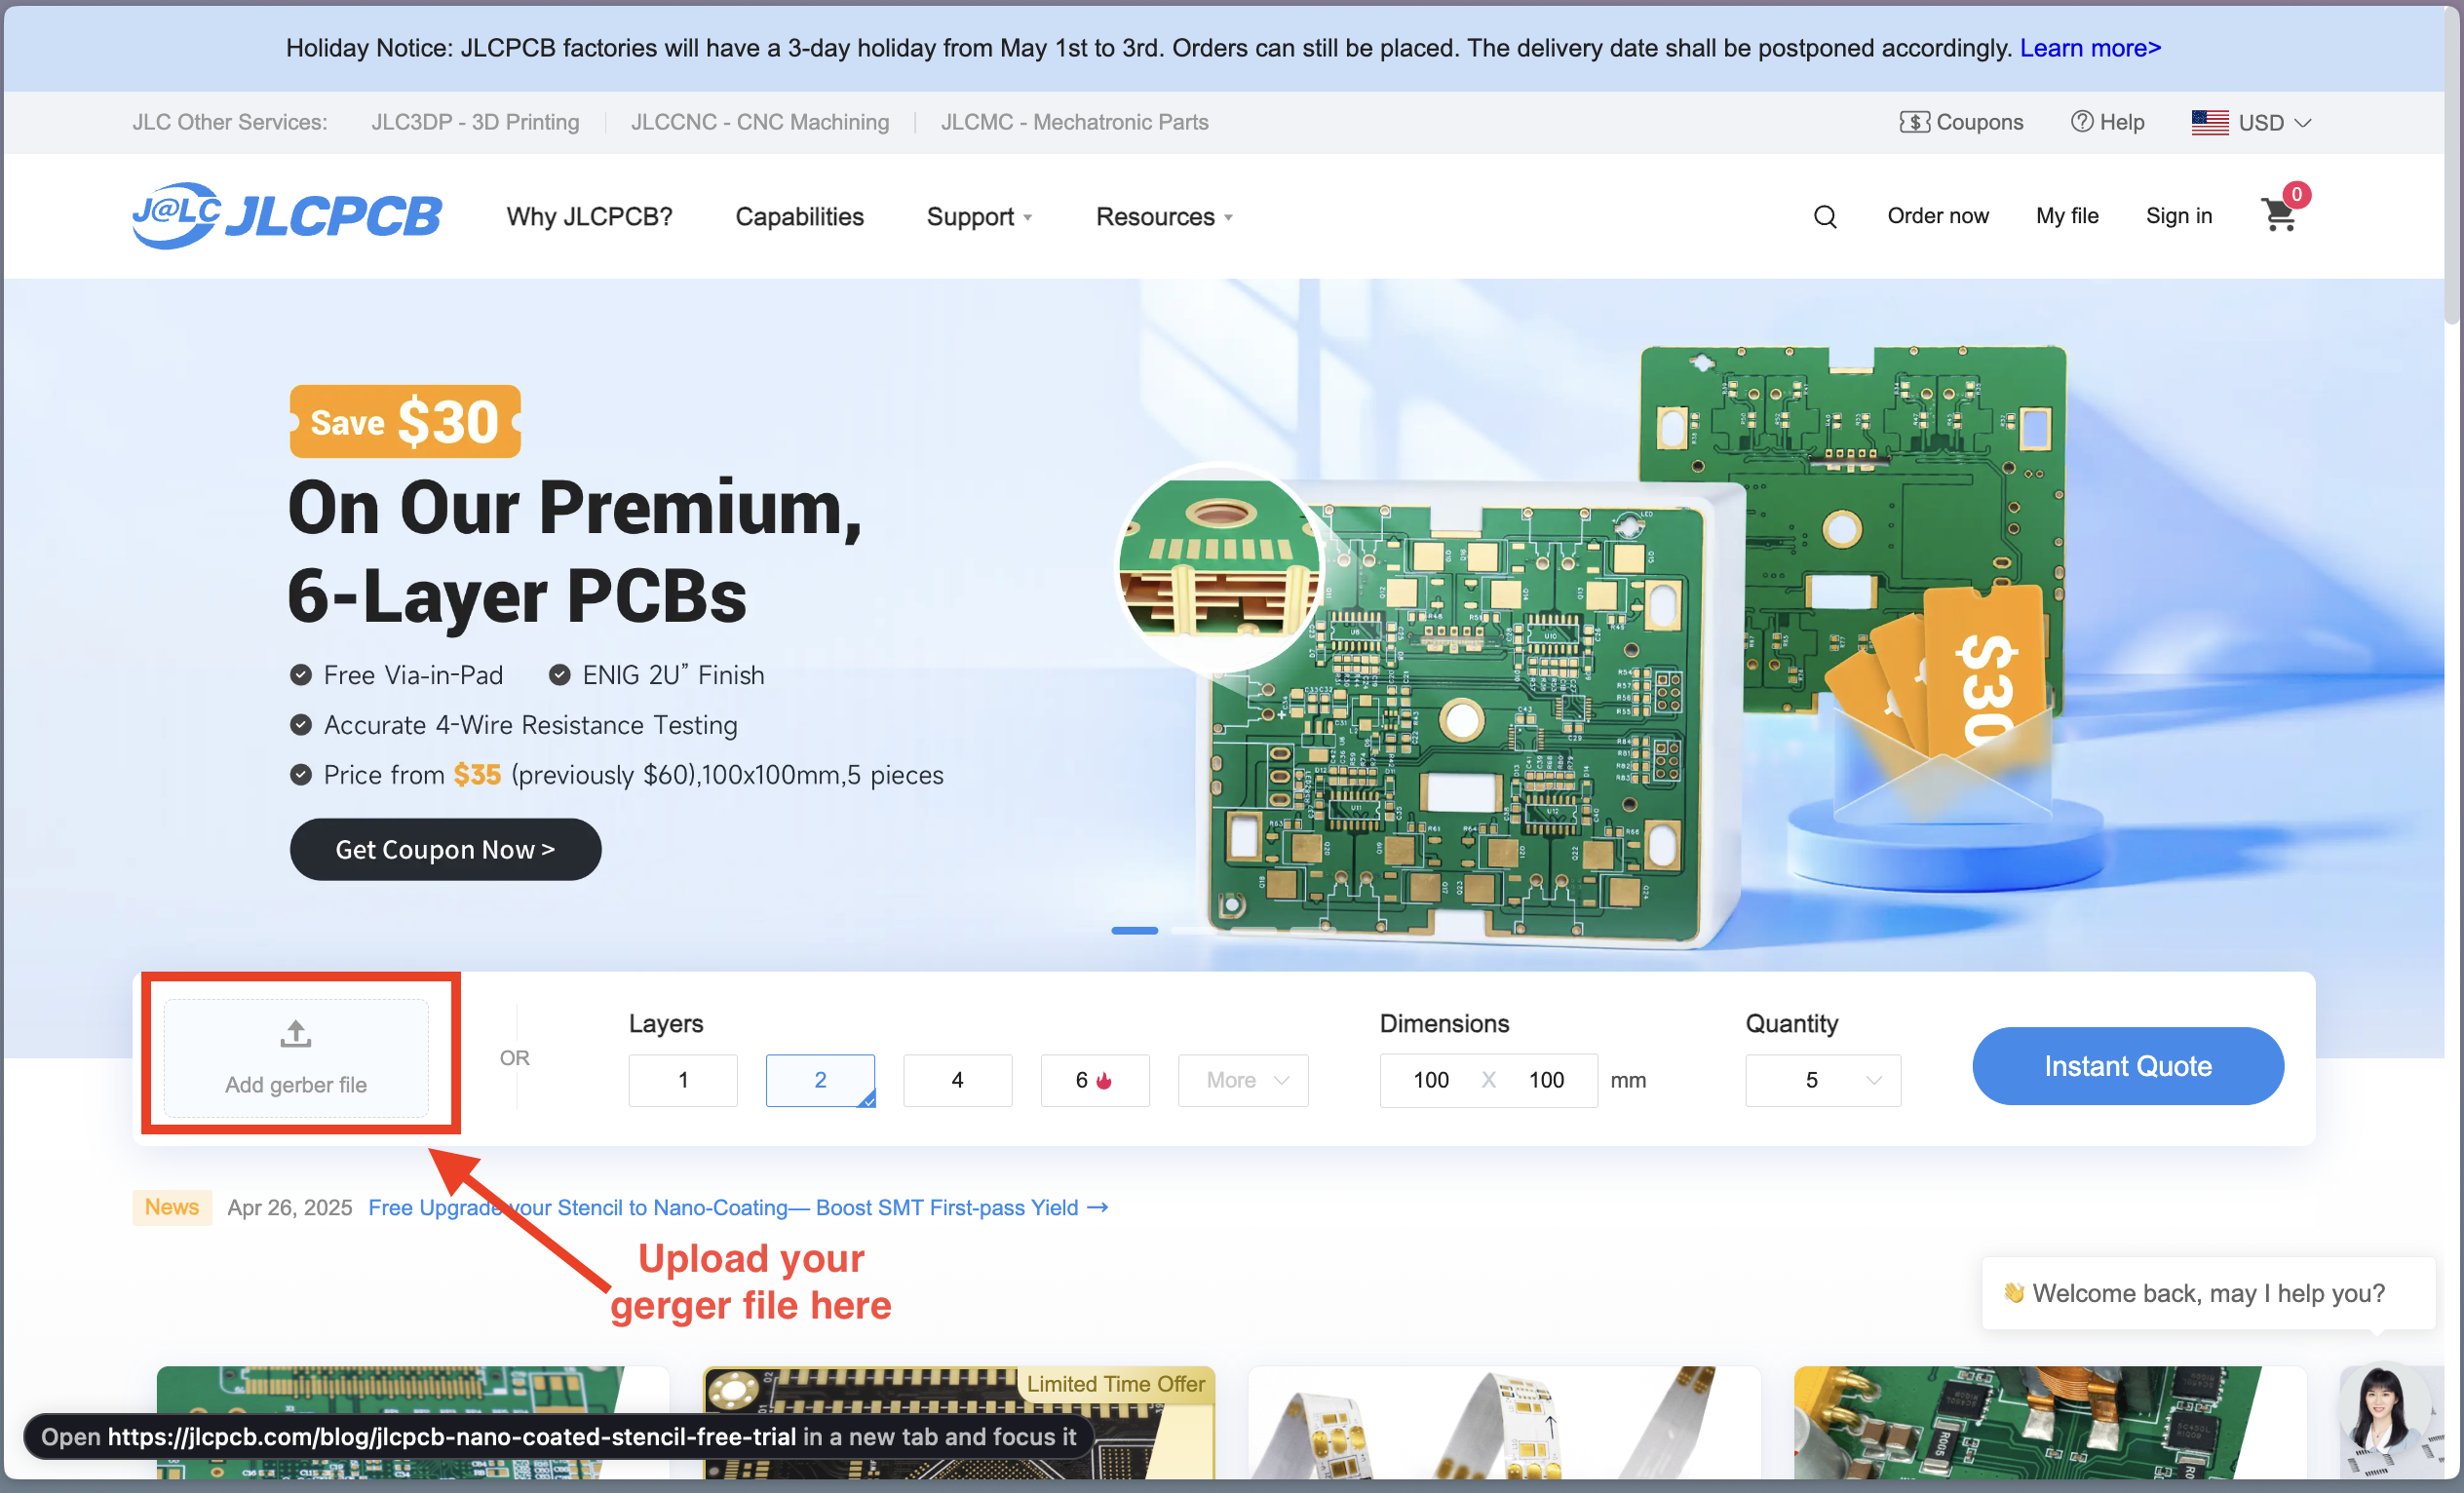 Holiday Notice: JLCPCB factories will have a 3-day holiday from May 1st to 3rd. Orders can still be placed. The delivery date shall be postponed accordingly. Learn more>
JLC Other Services: JLC3DP - 3D Printing JLCCNC - CNC Machining JLCMC - Mechatronic Parts Coupons Help USD
J@LC JLCPCB Why JLCPCB? Capabilities Support Resources Order now My file Sign in 0
Save $30
On Our Premium,
6-Layer PCBs
Free Via-in-Pad ENIG 2U” Finish
Accurate 4-Wire Resistance Testing
Price from $35 (previously $60),100x100mm,5 pieces
Get Coupon Now >
$30
Add gerber file
OR
Layers Dimensions Quantity
1 2 4 6 More 100 X 100 mm 5
Instant Quote
News Apr 26, 2025 Free Upgrade your Stencil to Nano-Coating— Boost SMT First-pass Yield →
Upload your
gerger file here
👋 Welcome back, may I help you?
Limited Time Offer
Open https://jlcpcb.com/blog/jlcpcb-nano-coated-stencil-free-trial in a new tab and focus it